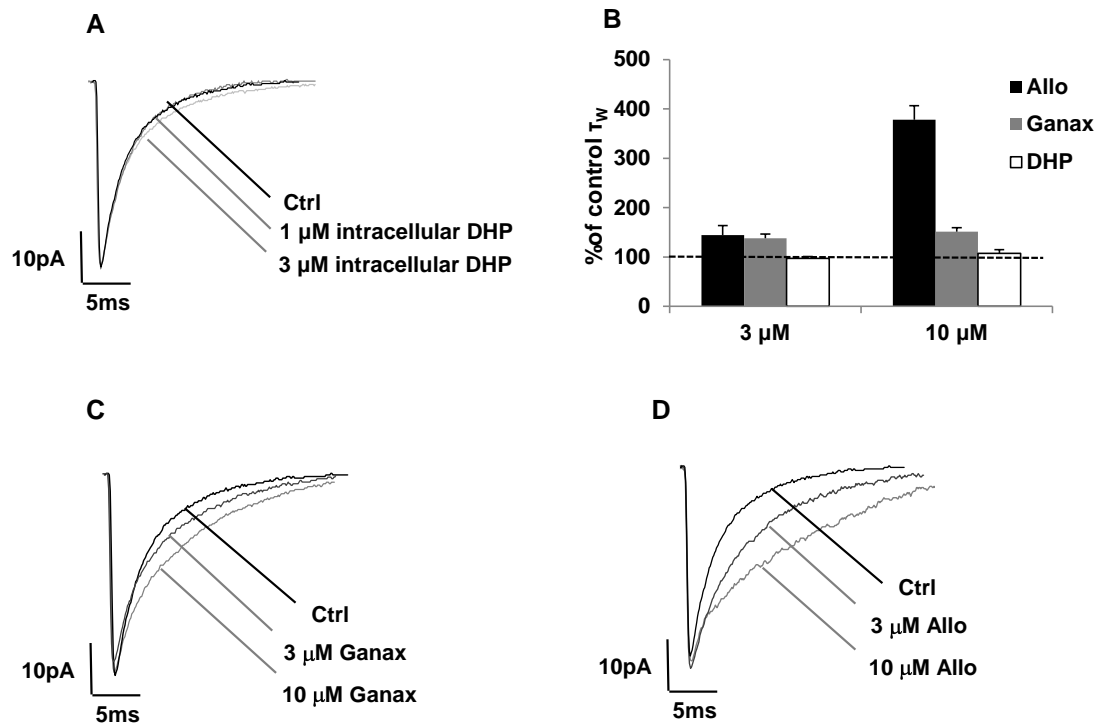 A
Ctrl
1 µM intracellular DHP
3 µM intracellular DHP
10pA
5ms
B
% of control τW
500
400
300
200
100
0
3 µM
10 µM
Allo
Ganax
DHP
C
Ctrl
3 µM Ganax
10 µM Ganax
10pA
5ms
D
Ctrl
3 µM Allo
10 µM Allo
10pA
5ms